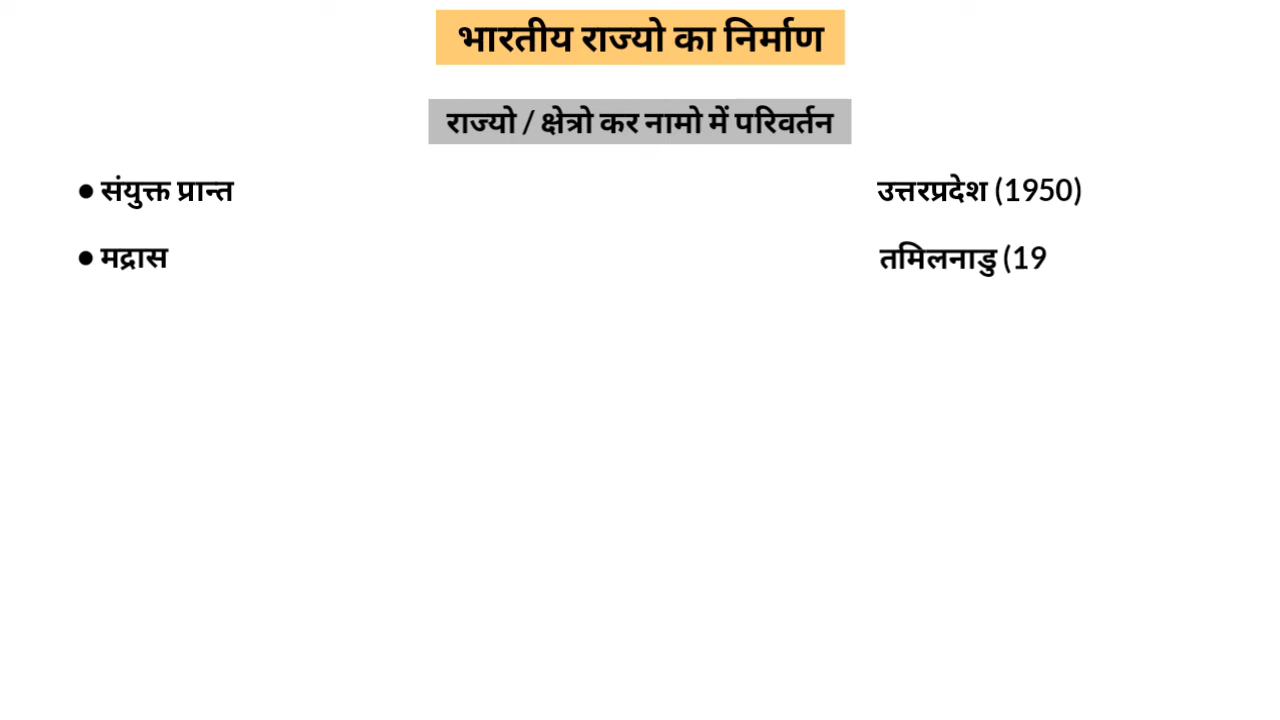 भारतीय राज्यो का निर्माण
राज्यो / क्षेत्रो कर नामो में परिवर्तन
● संयुक्त प्रान्त उत्तरप्रदेश (1950)
● मद्रास तमिलनाडु (19